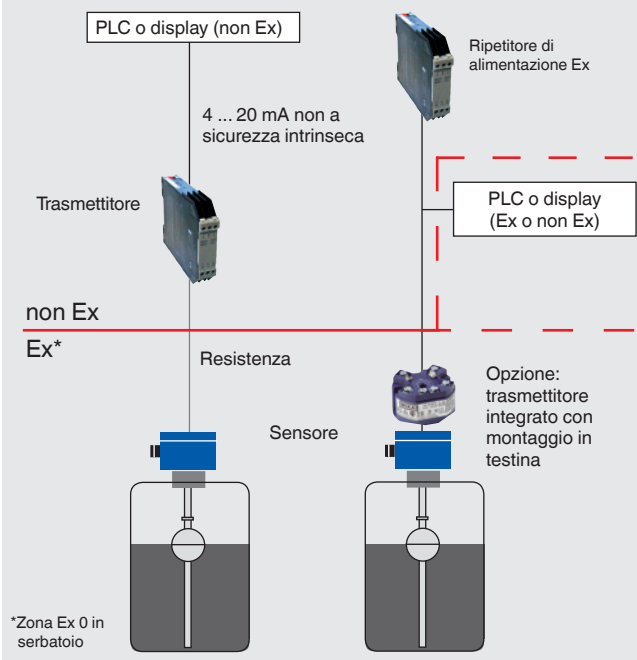 PLC o display (non Ex)
Ripetitore di
alimentazione Ex
4 ... 20 mA non a
sicurezza intrinseca
Trasmettitore
PLC o display
(Ex o non Ex)
non Ex
Ex*
Resistenza
Opzione:
trasmettitore
integrato con
montaggio in
testina
Sensore
*Zona Ex 0 in
serbatoio